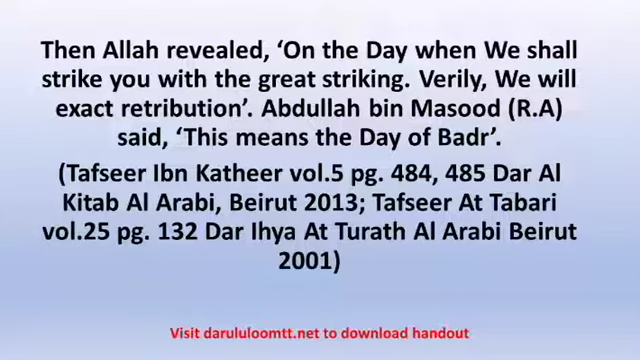 Then Allah revealed, ‘On the Day when We shall
strike you with the great striking. Verily, We will
exact retribution’. Abdullah bin Masood (R.A)
said, ‘This means the Day of Badr’.
(Tafseer Ibn Katheer vol.5 pg. 484, 485 Dar Al
Kitab Al Arabi, Beirut 2013; Tafseer At Tabari
vol.25 pg. 132 Dar Ihya At Turath Al Arabi Beirut
2001)
Visit darululoomtt.net to download handout